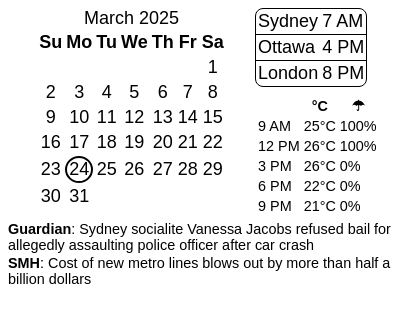 March 2025
Su Mo Tu We Th Fr Sa
1
2 3 4 5 6 7 8
9 10 11 12 13 14 15
16 17 18 19 20 21 22
23 24 25 26 27 28 29
30 31
Sydney 7 AM
Ottawa 4 PM
London 8 PM
°C ☂
9 AM 25°C 100%
12 PM 26°C 100%
3 PM 26°C 0%
6 PM 22°C 0%
9 PM 21°C 0%
Guardian: Sydney socialite Vanessa Jacobs refused bail for
allegedly assaulting police officer after car crash
SMH: Cost of new metro lines blows out by more than half a
billion dollars